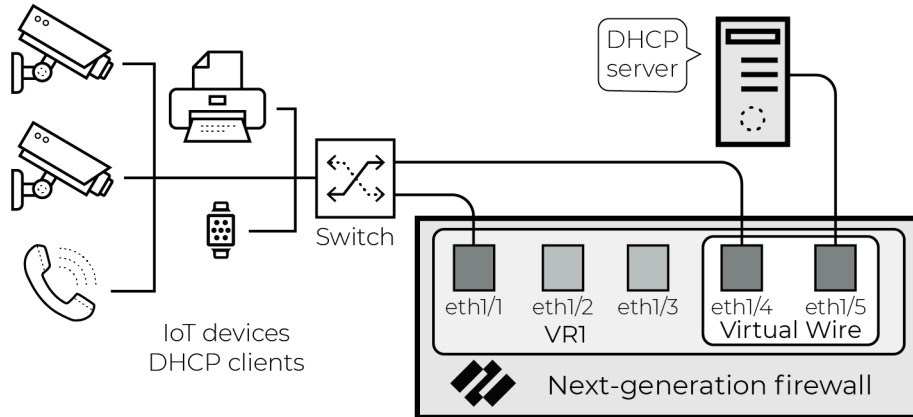 DHCP
server
Switch
eth1/1
eth1/2
eth1/3
eth1/4
eth1/5
VR1
Virtual Wire
IoT devices
DHCP clients
Next-generation firewall